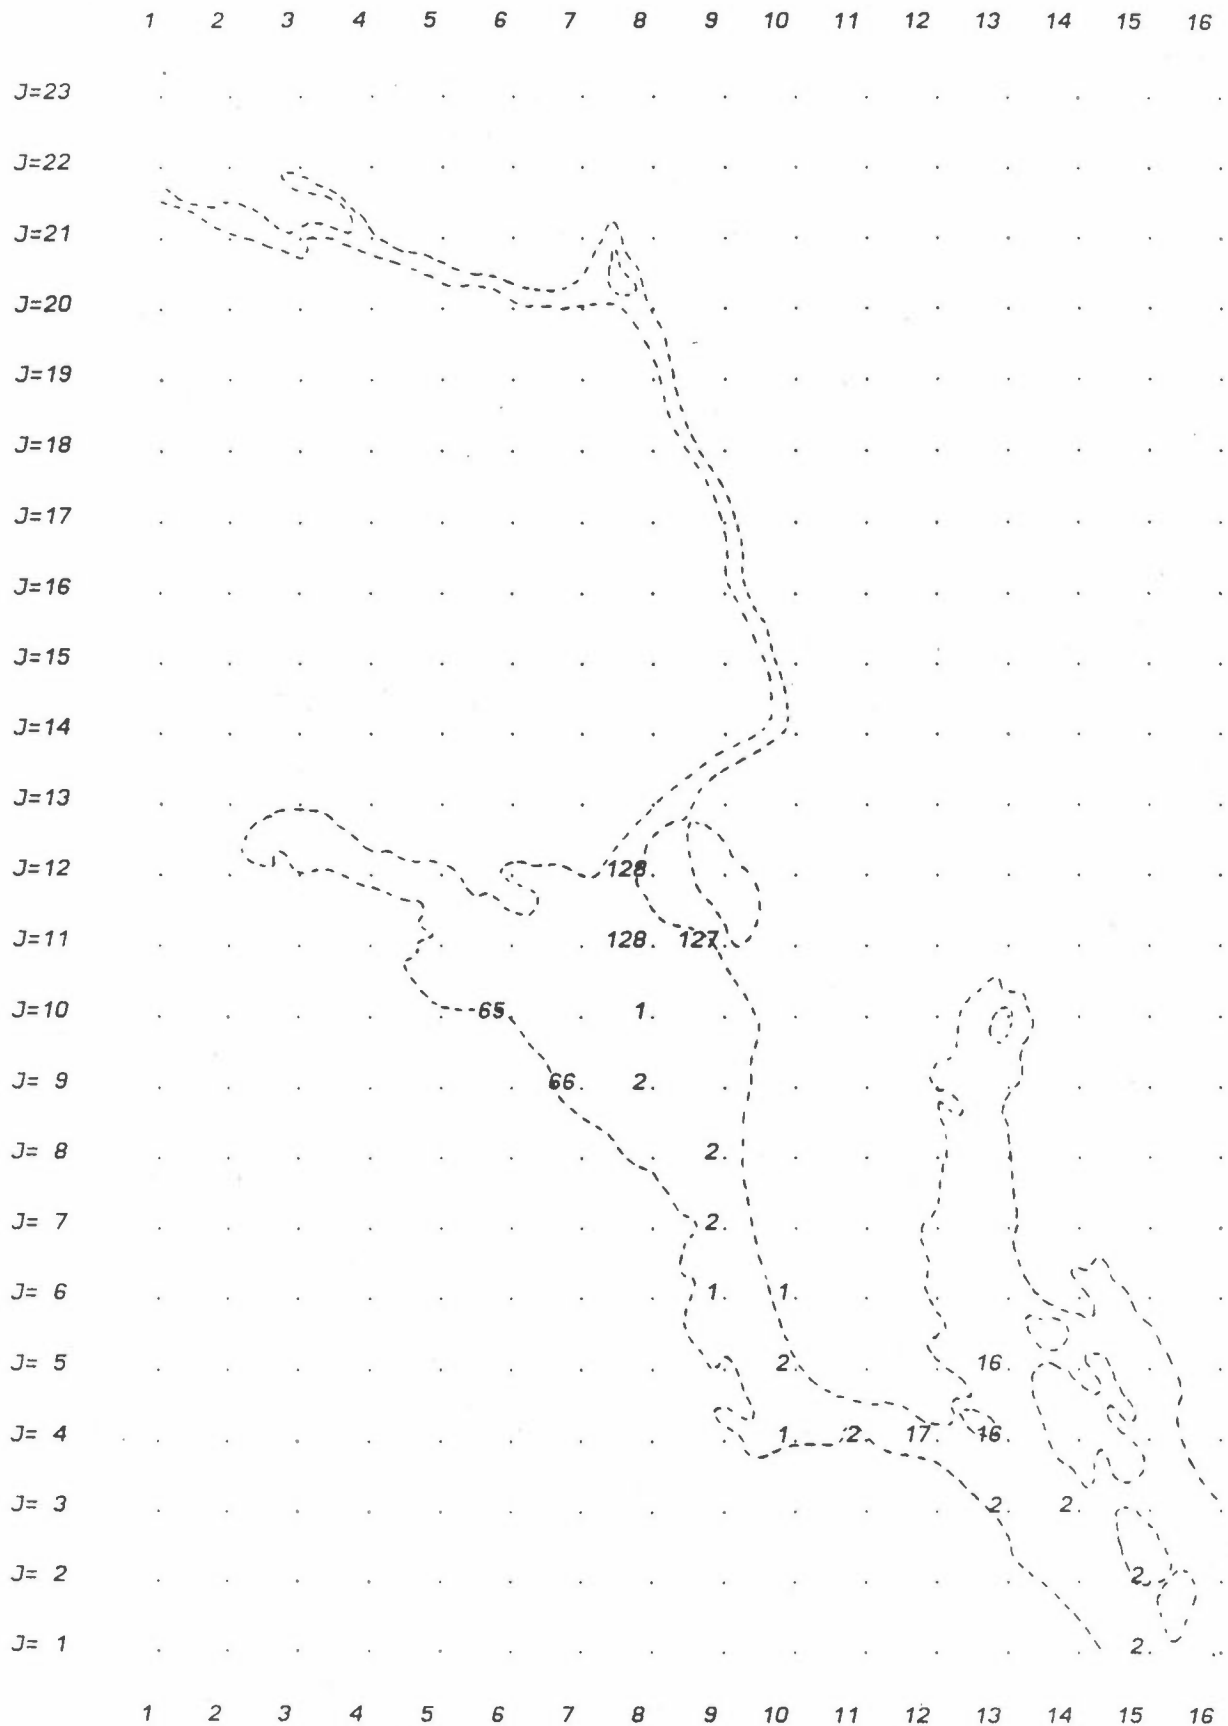 1 2 3 4 5 6 7 8 9 10 11 12 13 14 15 16
J=23
J=22
J=21
J=20
J=19
J=18
J=17
J=16
J=15
J=14
J=13
J=12 128
J=11 128 127
J=10 65 1
J= 9 66 2
J= 8 2
J= 7 2
J= 6 1 1
J= 5 2 16
J= 4 1 2 17 16
J= 3 2 2
J= 2 2
J= 1 2
1 2 3 4 5 6 7 8 9 10 11 12 13 14 15 16